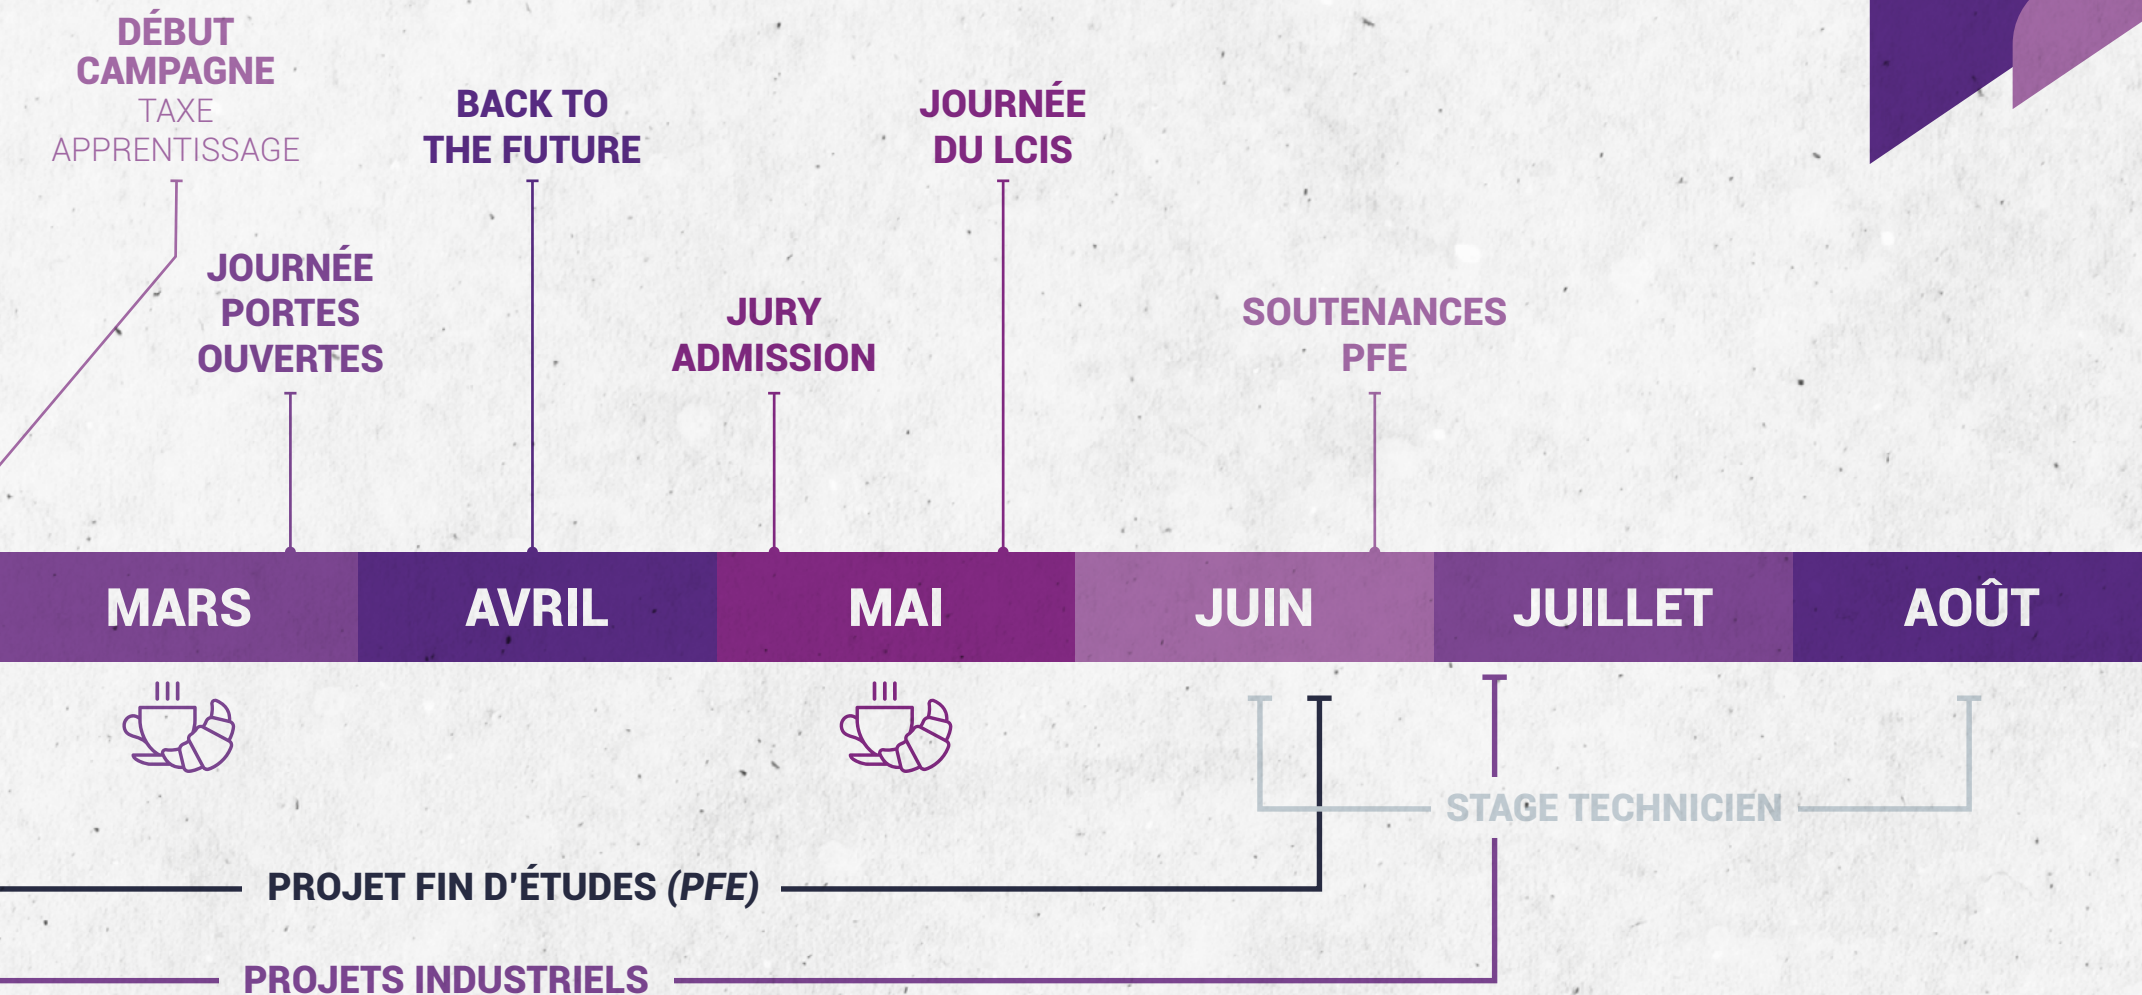 DÉBUT
CAMPAGNE
TAXE
APPRENTISSAGE
BACK TO
THE FUTURE
JOURNÉE
DU LCIS
JOURNÉE
PORTES
OUVERTES
JURY
ADMISSION
SOUTENANCES
PFE
MARS
AVRIL
MAI
JUIN
JUILLET
AOÛT
STAGE TECHNICIEN
PROJET FIN D'ÉTUDES (PFE)
PROJETS INDUSTRIELS